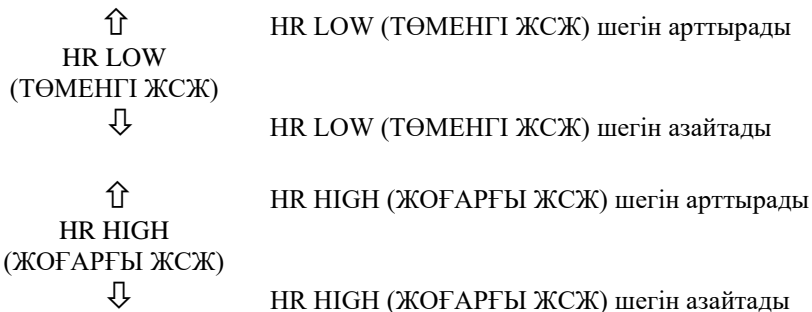 ⇧ HR LOW (ТӨМЕНГІ ЖСЖ) шегін арттырады
HR LOW
(ТӨМЕНГІ ЖСЖ)
⇩ HR LOW (ТӨМЕНГІ ЖСЖ) шегін азайтады
⇧ HR HIGH (ЖОҒАРҒЫ ЖСЖ) шегін арттырады
HR HIGH
(ЖОҒАРҒЫ ЖСЖ)
⇩ HR HIGH (ЖОҒАРҒЫ ЖСЖ) шегін азайтады